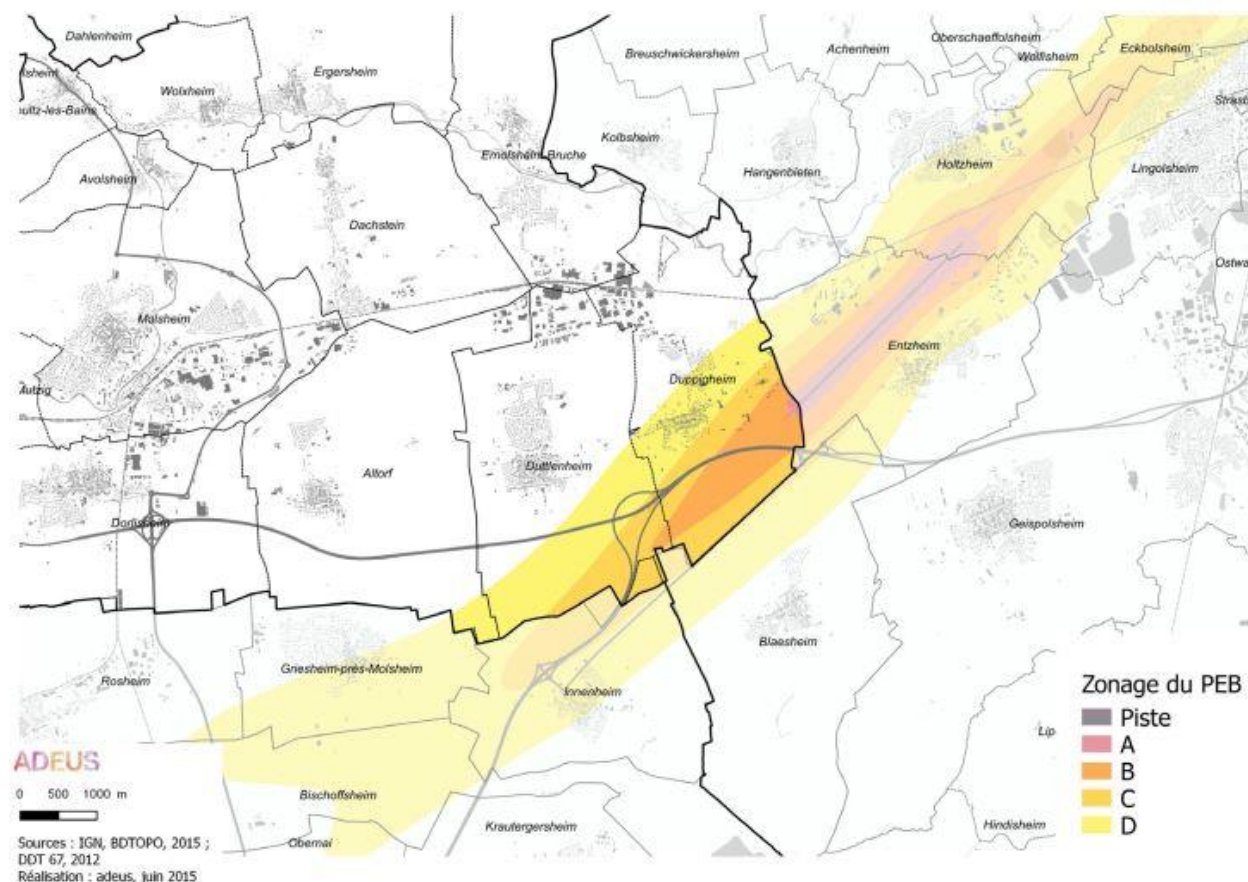 Dahlenheim
Wolxheim
Ergersheim
Breuschwickersheim
Achenheim
Oberschaeffolsheim
Wolfisheim
Eckbolsheim
Kolbsheim
Ernolsheim-Bruche
Hangenbieten
Holtzheim
Lingolsheim
Avolsheim
Dachstein
Molsheim
Entzheim
Duppigheim
Altorf
Duttlenheim
Dorlisheim
Geispolsheim
Blaesheim
Rosheim
Griesheim-près-Molsheim
Innenheim
Bischoffsheim
Krautergersheim
Obernai
Hindisheim
Lip
Zonage du PEB
Piste
A
B
C
D
ADEUS
0 500 1000 m
Sources : IGN, BDTOPO, 2015 ;
DDT 67, 2012
Réalisation : adeus, juin 2015